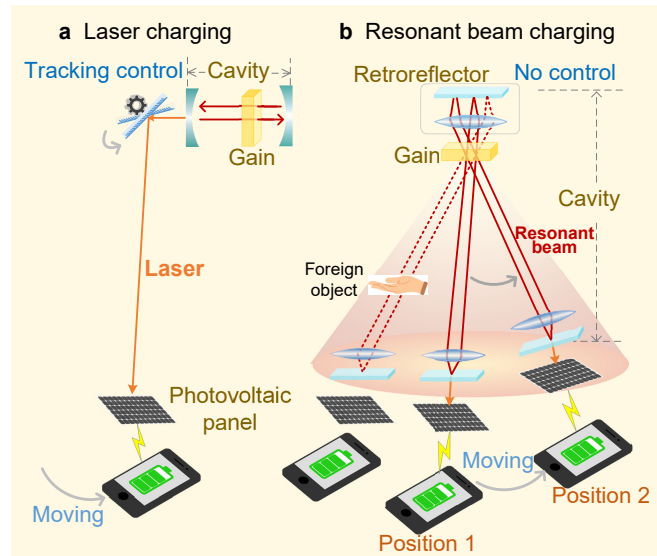 a Laser charging
Tracking control
Cavity
Gain
Laser
Photovoltaic
panel
Moving
b Resonant beam charging
Retroreflector
No control
Gain
Cavity
Resonant
beam
Foreign
object
Moving
Position 1
Position 2